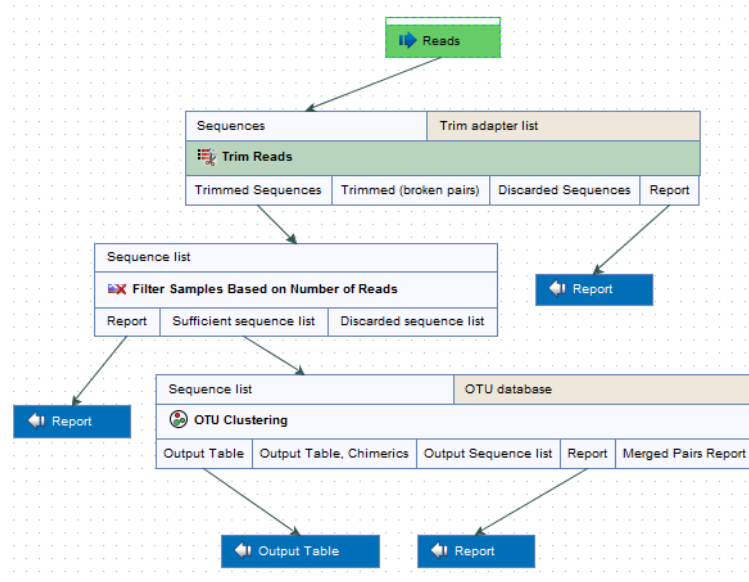 Reads
Sequences Trim adapter list
Trim Reads
Trimmed Sequences Trimmed (broken pairs) Discarded Sequences Report
Sequence list
Report
Filter Samples Based on Number of Reads
Report Sufficient sequence list Discarded sequence list
Sequence list OTU database
Report
OTU Clustering
Output Table Output Table, Chimerics Output Sequence list Report Merged Pairs Report
Output Table Report